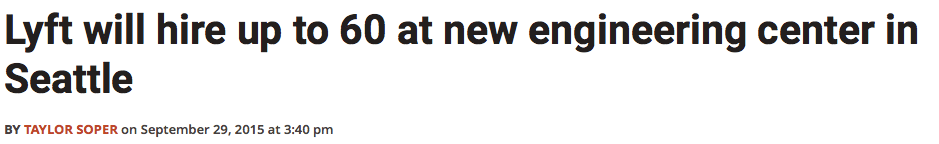 Lyft will hire up to 60 at new engineering center in
Seattle
BY TAYLOR SOPER on September 29, 2015 at 3:40 pm